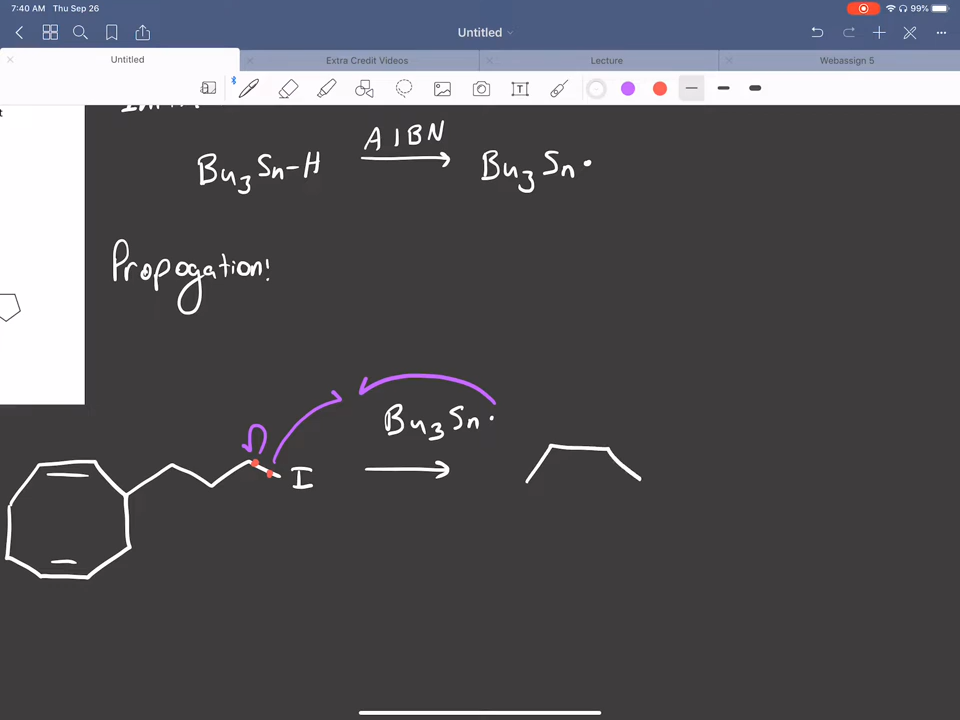 7:40 AM Thu Sep 26
99%
Untitled
Untitled
Extra Credit Videos
Lecture
Webassign 5
T
AIBN
Bu3Sn-H
Bu3Sn•
Propogation!
Bu3Sn•
I